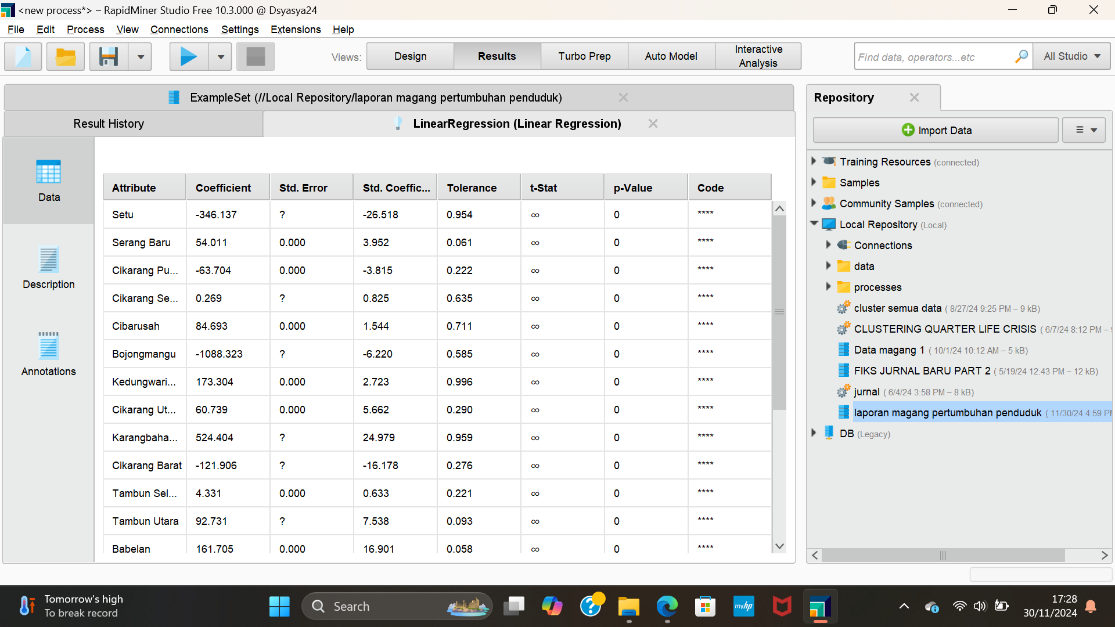 <new process*> – RapidMiner Studio Free 10.3.000 @ Dsyasya24
File Edit Process View Connections Settings Extensions Help
Views: Design Results Turbo Prep Auto Model Interactive Analysis Find data, operators...etc All Studio
ExampleSet (//Local Repository/laporan magang pertumbuhan penduduk)
Result History LinearRegression (Linear Regression)
Data
Description
Annotations
Attribute Coefficient Std. Error Std. Coeffic... Tolerance t-Stat p-Value Code
Setu -346.137 ? -26.518 0.954 ∞ 0 ****
Serang Baru 54.011 0.000 3.952 0.061 ∞ 0 ****
Cikarang Pu... -63.704 0.000 -3.815 0.222 ∞ 0 ****
Cikarang Se... 0.269 ? 0.825 0.635 ∞ 0 ****
Cibarusah 84.693 0.000 1.544 0.711 ∞ 0 ****
Bojongmangu -1088.323 ? -6.220 0.585 ∞ 0 ****
Kedungwari... 173.304 0.000 2.723 0.996 ∞ 0 ****
Cikarang Ut... 60.739 0.000 5.662 0.290 ∞ 0 ****
Karangbaha... 524.404 ? 24.979 0.959 ∞ 0 ****
Cikarang Barat -121.906 ? -16.178 0.276 ∞ 0 ****
Tambun Sel... 4.331 0.000 0.633 0.221 ∞ 0 ****
Tambun Utara 92.731 ? 7.538 0.093 ∞ 0 ****
Babelan 161.705 0.000 16.901 0.058 ∞ 0 ****
Repository
Import Data
Training Resources (connected)
Samples
Community Samples (connected)
Local Repository (Local)
Connections
data
processes
cluster semua data ( 8/27/24 9:25 PM – 9 kB)
CLUSTERING QUARTER LIFE CRISIS ( 6/7/24 8:12 PM –
Data magang 1 ( 10/1/24 10:12 AM – 5 kB)
FIKS JURNAL BARU PART 2 ( 5/19/24 12:43 PM – 12 kB)
jurnal ( 6/4/24 3:58 PM – 8 kB)
laporan magang pertumbuhan penduduk ( 11/30/24 4:59
DB (Legacy)
Tomorrow's high
To break record
Search
myhp
17:28
30/11/2024